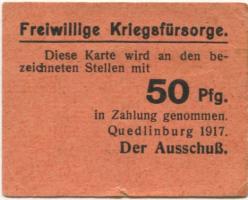 Freiwillige Kriegsfürsorge.
Diese Karte wird an den be-
zeichneten Stellen mit
50 Pfg.
in Zahlung genommen.
Quedlinburg 1917.
Der Ausschuß.